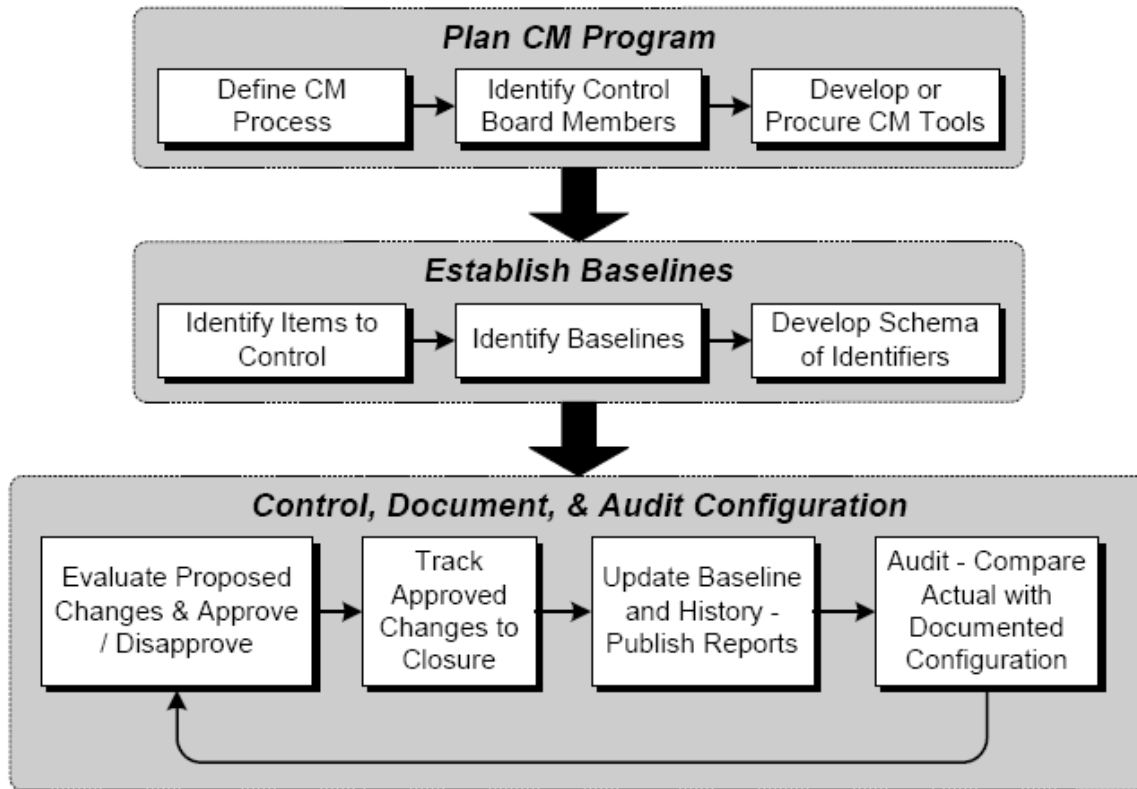 Plan CM Program
Define CM
Process
Identify Control
Board Members
Develop or
Procure CM Tools
Establish Baselines
Identify Items to
Control
Identify Baselines
Develop Schema
of Identifiers
Control, Document, & Audit Configuration
Evaluate Proposed
Changes & Approve
/ Disapprove
Track
Approved
Changes to
Closure
Update Baseline
and History -
Publish Reports
Audit - Compare
Actual with
Documented
Configuration